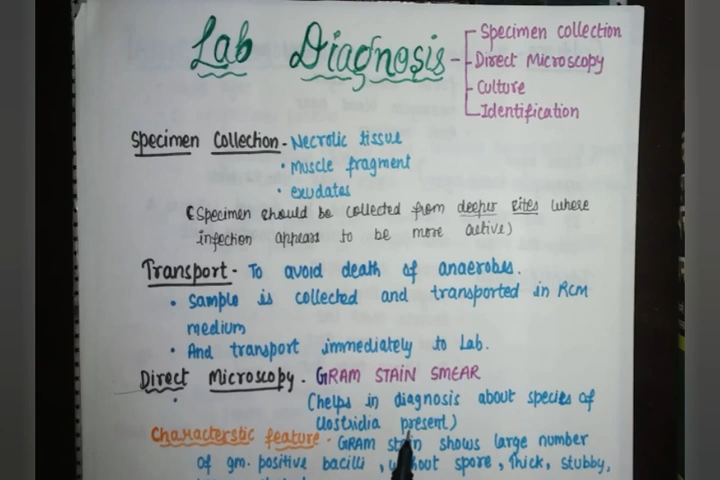 Lab Diagnosis
Specimen collection
Direct Microscopy
Culture
Identification
Specimen Collection - Necrotic tissue
• Muscle fragment
• exudates
(Specimen should be collected from deeper sites where
infection appears to be more active)
Transport - To avoid death of anaerobes.
• Sample is collected and transported in RCM
medium
• And transport immediately to Lab.
Direct Microscopy - GRAM STAIN SMEAR
(helps in diagnosis about species of
clostridia present)
Characterstic feature - GRAM stain shows large number
of gm. positive bacilli, without spore, thick, stubby,